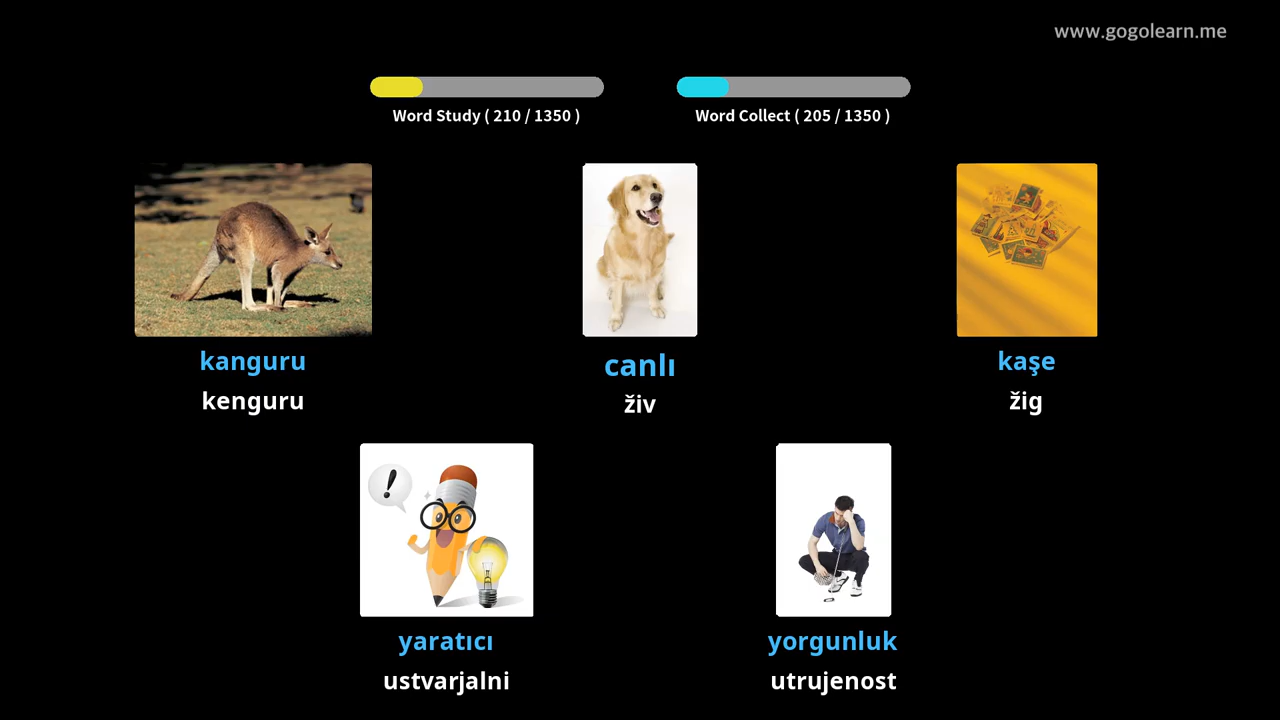 www.gogolearn.me
Word Study ( 210 / 1350 )
Word Collect ( 205 / 1350 )
kanguru
kenguru
canlı
živ
kaşe
žig
yaratıcı
ustvarjalni
yorgunluk
utrujenost